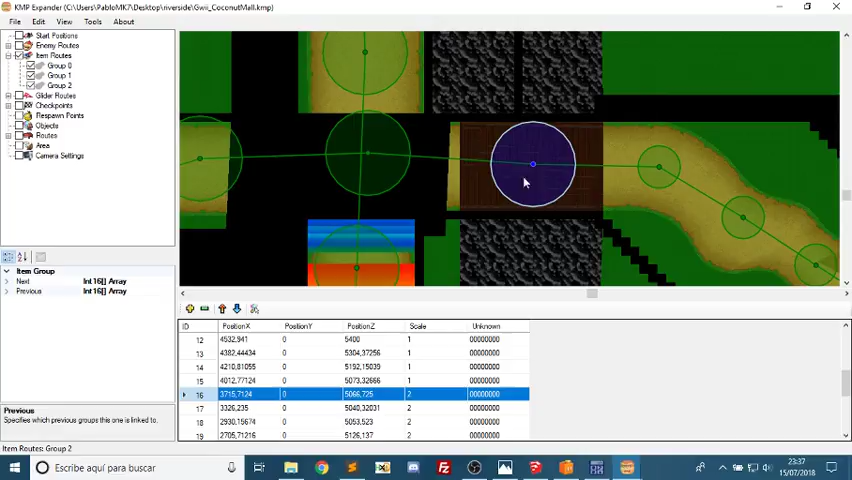 KMP Expander (C:\Users\PabloMK7\Desktop\riverside\Gwii_CoconutMall.kmp)
File Edit View Tools About
Start Positions
Enemy Routes
Item Routes
Group 0
Group 1
Group 2
Glider Routes
Checkpoints
Respawn Points
Objects
Routes
Area
Camera Settings
Item Group
Next Int16[] Array
Previous Int16[] Array
Previous
Specifies which previous groups this one is linked to.
ID PositionX PositionY PositionZ Scale Unknown
12 4532,941 0 5400 1 00000000
13 4382,44434 0 5304,37256 1 00000000
14 4210,81055 0 5192,15039 1 00000000
15 4012,77124 0 5073,32666 1 00000000
16 3715,7124 0 5066,725 2 00000000
17 3326,235 0 5040,32031 2 00000000
18 2930,15674 0 5053,523 2 00000000
19 2705,71216 0 5126,137 2 00000000
Item Routes: Group 2
Escribe aquí para buscar
23:37
15/07/2018